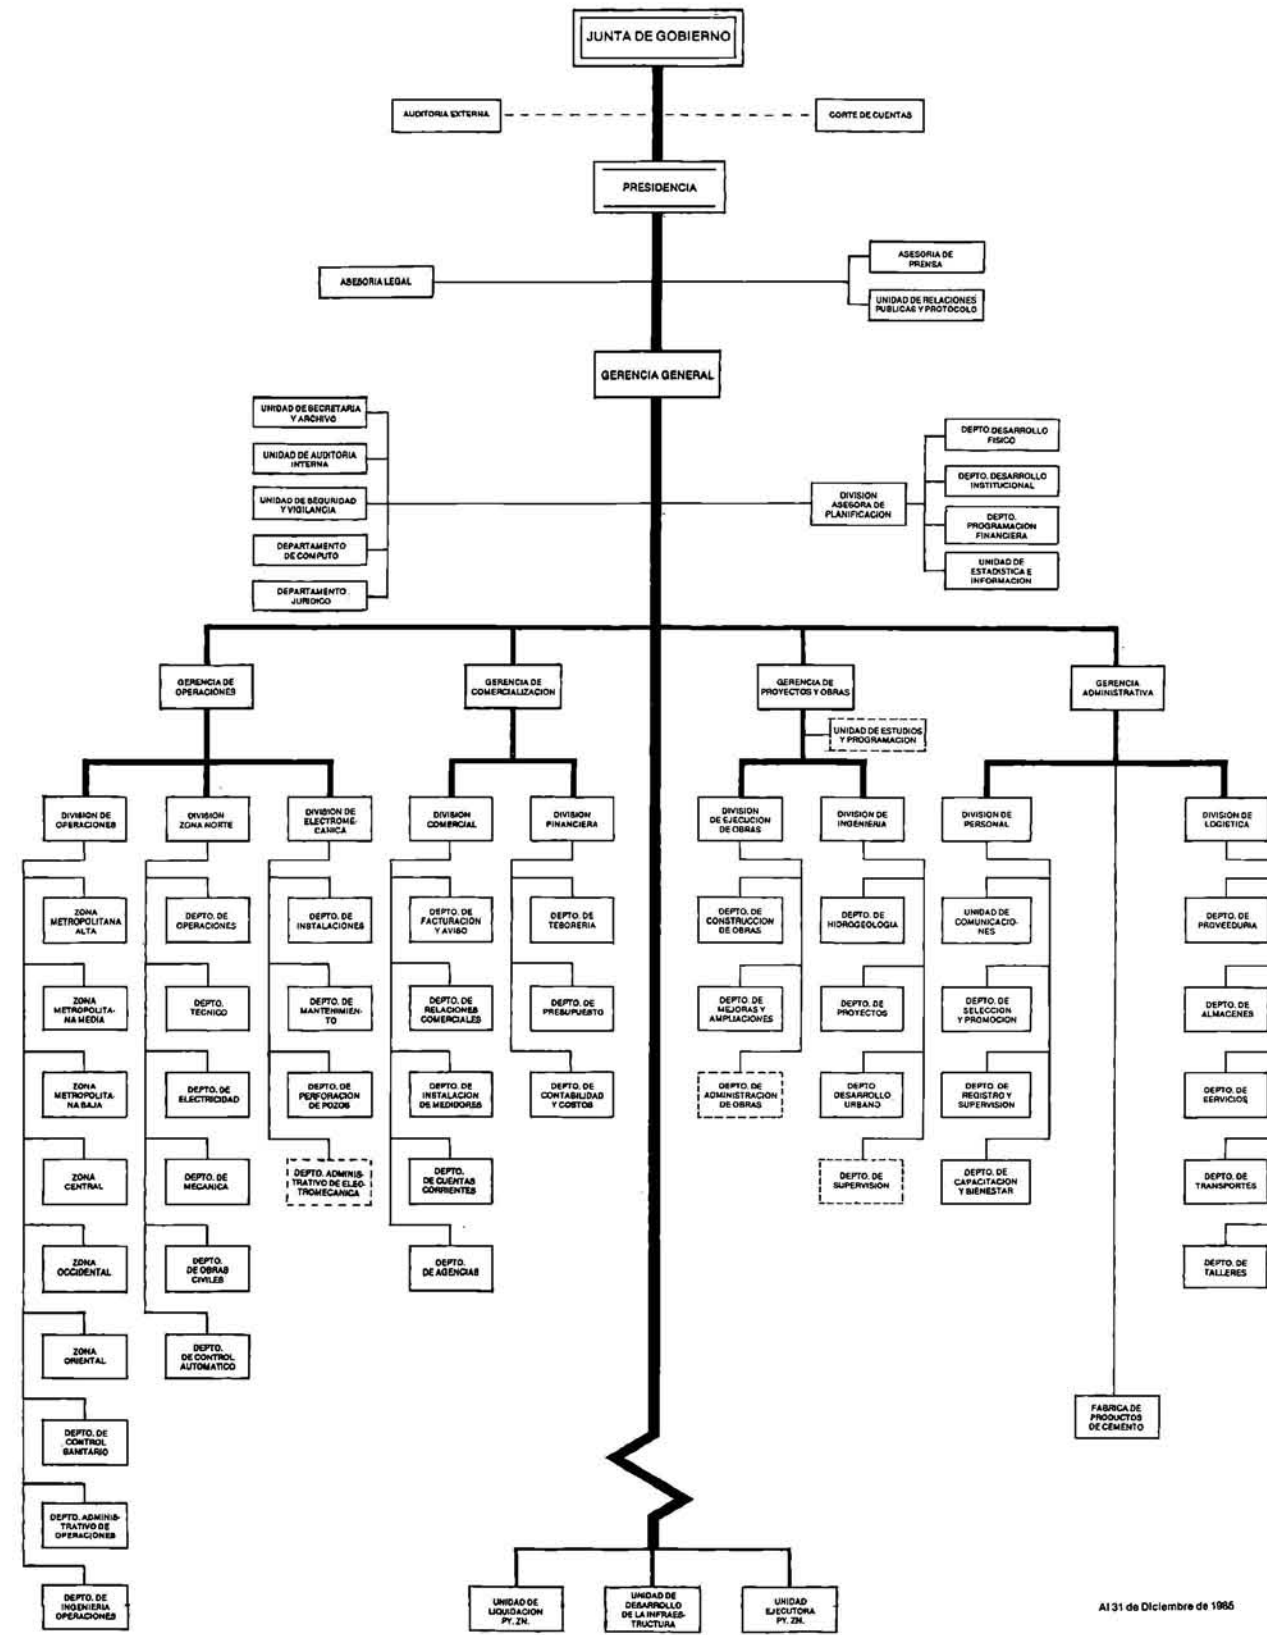 JUNTA DE GOBIERNO
AUDITORIA EXTERNA
CORTE DE CUENTAS
PRESIDENCIA
ASESORIA LEGAL
ASESORIA DE
PRENSA
UNIDAD DE RELACIONES
PUBLICAS Y PROTOCOLO
GERENCIA GENERAL
UNIDAD DE SECRETARIA
Y ARCHIVO
UNIDAD DE AUDITORIA
INTERNA
UNIDAD DE SEGURIDAD
Y VIGILANCIA
DEPARTAMENTO
DE COMPUTO
DEPARTAMENTO
JURIDICO
DIVISION
ASESORA DE
PLANIFICACION
DEPTO. DESARROLLO
FISICO
DEPTO. DESARROLLO
INSTITUCIONAL
DEPTO.
PROGRAMACION
FINANCIERA
UNIDAD DE
ESTADISTICA E
INFORMACION
GERENCIA DE
OPERACIONES
GERENCIA DE
COMERCIALIZACION
GERENCIA DE
PROYECTOS Y OBRAS
GERENCIA
ADMINISTRATIVA
UNIDAD DE ESTUDIOS
Y PROGRAMACION
DIVISION DE
OPERACIONES
DIVISION
ZONA NORTE
DIVISION DE
ELECTROME-
CANICA
DIVISION
COMERCIAL
DIVISION
FINANCIERA
DIVISION
DE EJECUCION
DE OBRAS
DIVISION DE
INGENIERIA
DIVISION DE
PERSONAL
DIVISION DE
LOGISTICA
ZONA
METROPOLITANA
ALTA
DEPTO. DE
OPERACIONES
DEPTO. DE
INSTALACIONES
DEPTO. DE
FACTURACION
Y AVISO
DEPTO. DE
TESORERIA
DEPTO. DE
CONSTRUCCION
DE OBRAS
DEPTO. DE
HIDROGEOLOGIA
UNIDAD DE
COMUNICACIO-
NES
DEPTO. DE
PROVEEDURIA
ZONA
METROPOLITA-
NA MEDIA
DEPTO.
TECNICO
DEPTO. DE
MANTENIMIEN-
TO
DEPTO. DE
RELACIONES
COMERCIALES
DEPTO. DE
PRESUPUESTO
DEPTO. DE
MEJORAS Y
AMPLIACIONES
DEPTO. DE
PROYECTOS
DEPTO. DE
SELECCION
Y PROMOCION
DEPTO. DE
ALMACENES
ZONA
METROPOLITA-
NA BAJA
DEPTO. DE
ELECTRICIDAD
DEPTO. DE
PERFORACION
DE POZOS
DEPTO. DE
INSTALACION
DE MEDIDORES
DEPTO. DE
CONTABILIDAD
Y COSTOS
DEPTO. DE
ADMINISTRACION
DE OBRAS
DEPTO
DESARROLLO
URBANO
DEPTO. DE
REGISTRO Y
SUPERVISION
DEPTO. DE
SERVICIOS
ZONA
CENTRAL
DEPTO. DE
MECANICA
DEPTO. ADMINIS-
TRATIVO DE ELEC-
TROMECANICA
DEPTO.
DE CUENTAS
CORRIENTES
DEPTO. DE
SUPERVISION
DEPTO. DE
CAPACITACION
Y BIENESTAR
DEPTO. DE
TRANSPORTES
ZONA
OCCIDENTAL
DEPTO.
DE OBRAS
CIVILES
DEPTO.
DE AGENCIAS
DEPTO. DE
TALLERES
ZONA
ORIENTAL
DEPTO.
DE CONTROL
AUTOMATICO
FABRICA DE
PRODUCTOS
DE CEMENTO
DEPTO. DE
CONTROL
SANITARIO
DEPTO. ADMINIS-
TRATIVO DE
OPERACIONES
DEPTO. DE
INGENIERIA
OPERACIONES
UNIDAD DE
LIQUIDACION
PY. ZN.
UNIDAD DE
DESARROLLO
DE LA INFRAES-
TRUCTURA
UNIDAD
EJECUTORA
PY. ZN.
Al 31 de Diciembre de 1985